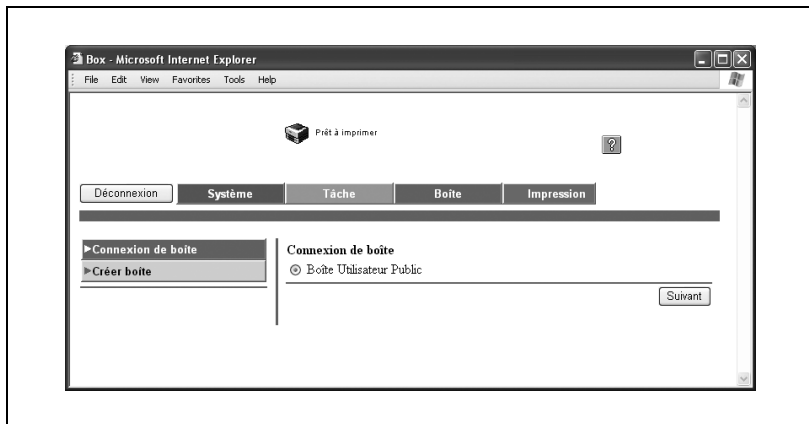 Box - Microsoft Internet Explorer
File Edit View Favorites Tools Help
Prêt à imprimer
?
Déconnexion Système Tâche Boîte Impression
►Connexion de boîte
►Créer boîte
Connexion de boîte
Boîte Utilisateur Public
Suivant